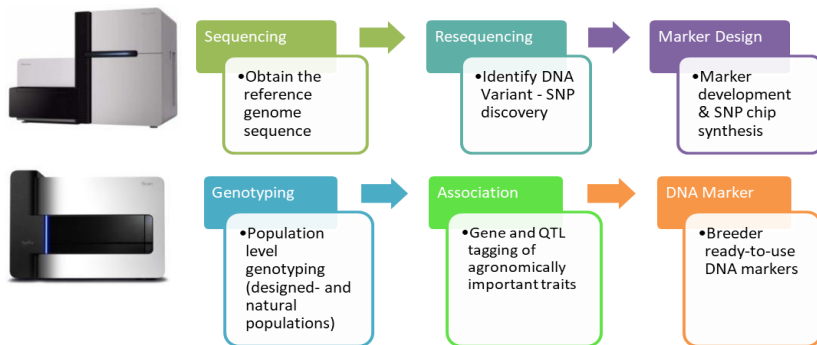 Sequencing
•Obtain the
reference
genome
sequence
Resequencing
•Identify DNA
Variant - SNP
discovery
Marker Design
•Marker
development
& SNP chip
synthesis
Genotyping
•Population
level
genotyping
(designed- and
natural
populations)
Association
•Gene and QTL
tagging of
agronomically
important traits
DNA Marker
•Breeder
ready-to-use
DNA markers